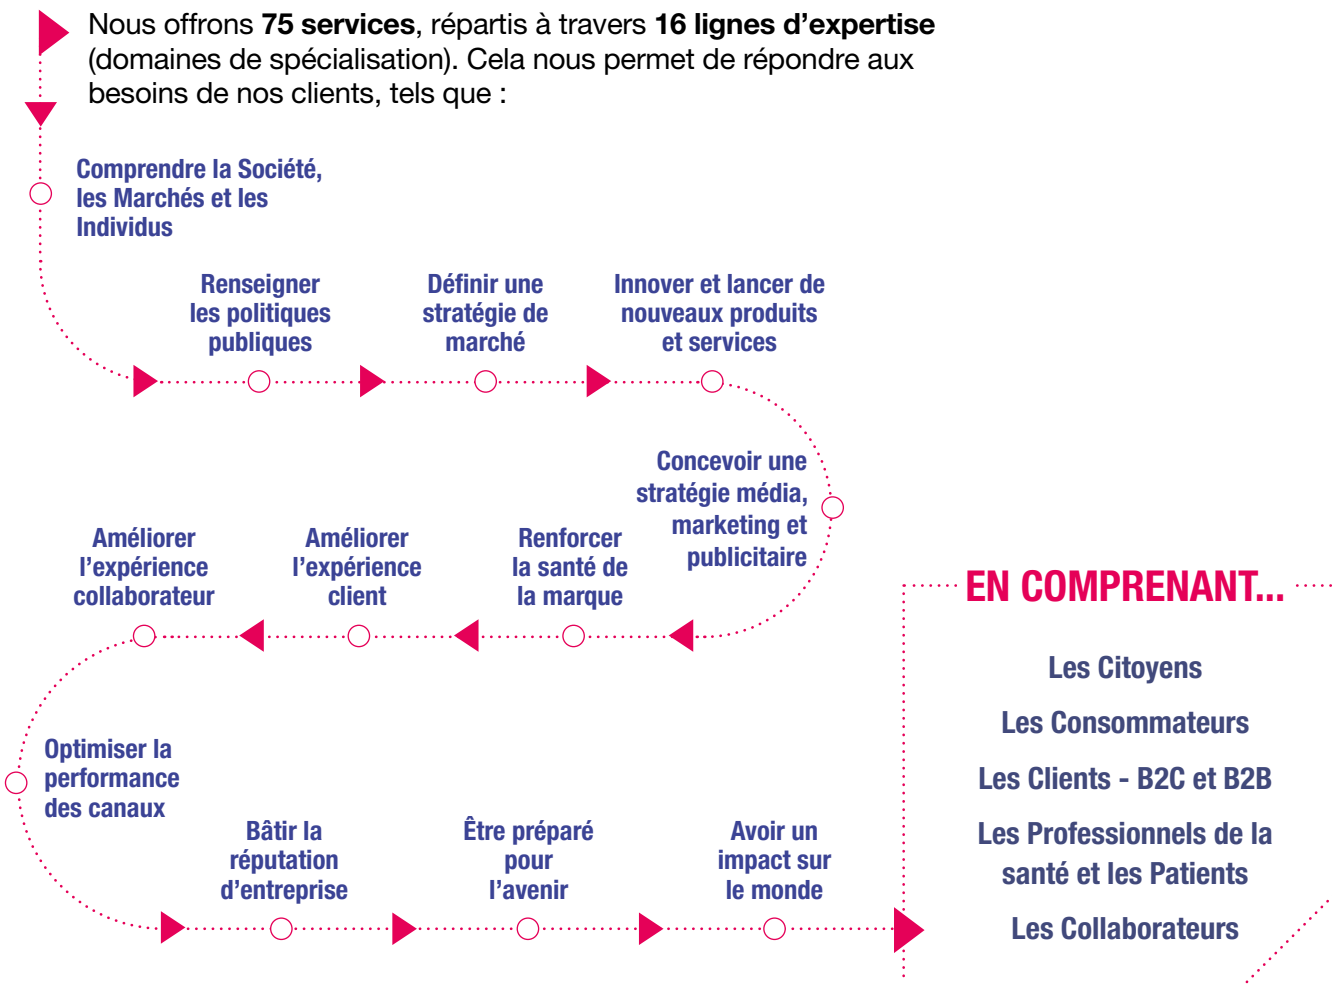 Nous offrons 75 services, répartis à travers 16 lignes d’expertise
(domaines de spécialisation). Cela nous permet de répondre aux
besoins de nos clients, tels que :
Comprendre la Société,
les Marchés et les
Individus
Renseigner
les politiques
publiques
Définir une
stratégie de
marché
Innover et lancer de
nouveaux produits
et services
Concevoir une
stratégie média,
marketing et
publicitaire
Renforcer
la santé de
la marque
Améliorer
l’expérience
client
Améliorer
l’expérience
collaborateur
Optimiser la
performance
des canaux
Bâtir la
réputation
d’entreprise
Être préparé
pour
l’avenir
Avoir un
impact sur
le monde
EN COMPRENANT...
Les Citoyens
Les Consommateurs
Les Clients - B2C et B2B
Les Professionnels de la
santé et les Patients
Les Collaborateurs